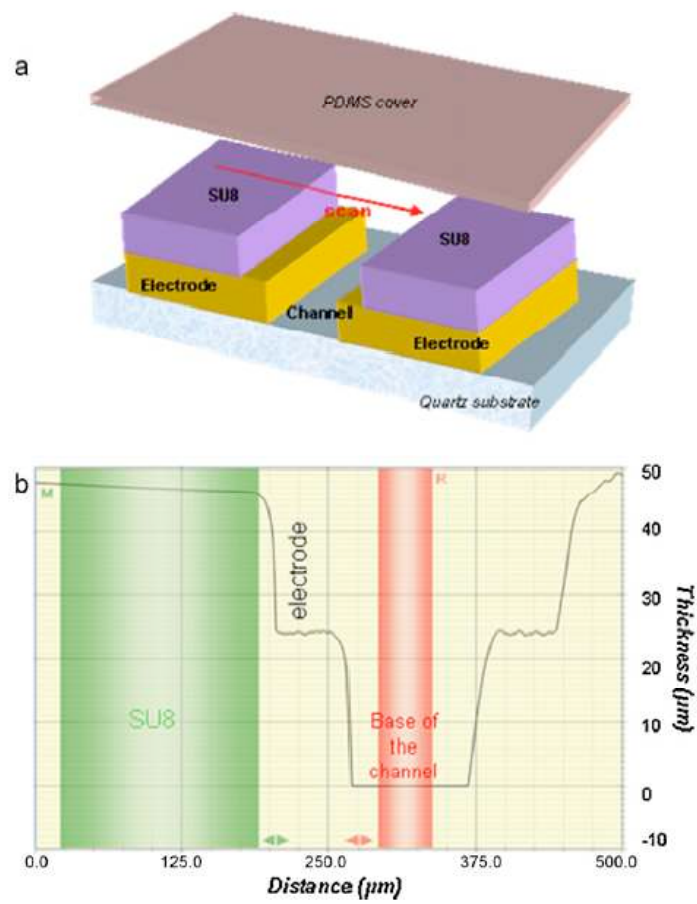 a
PDMS cover
SU8
scan
SU8
Electrode
Channel
Electrode
Quartz substrate
b
M
R
50
40
30
20
10
0
-10
electrode
SU8
Base of
the
channel
Thickness (µm)
0.0 125.0 250.0 375.0 500.0
Distance (µm)